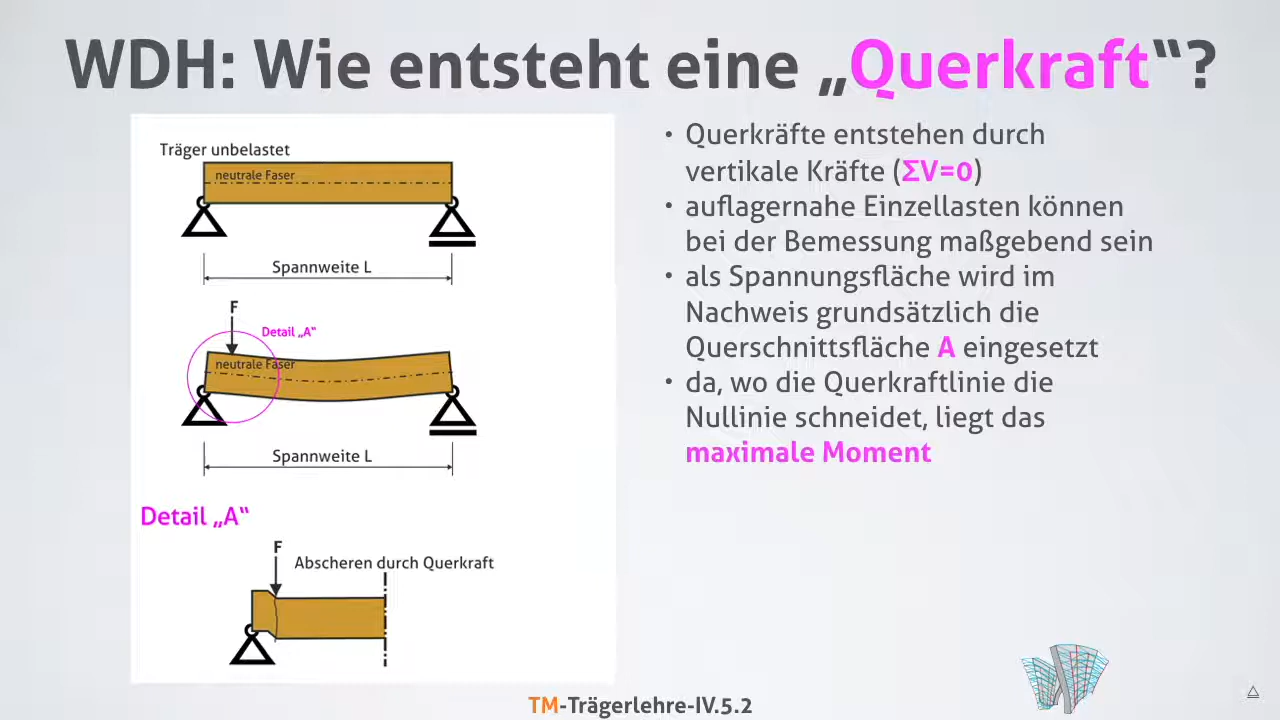 WDH: Wie entsteht eine „Querkraft“?
Träger unbelastet
neutrale Faser
Spannweite L
F
Detail „A“
neutrale Faser
Spannweite L
Detail „A“
F
Abscheren durch Querkraft
• Querkräfte entstehen durch
vertikale Kräfte (ΣV=0)
• auflagernahe Einzellasten können
bei der Bemessung maßgebend sein
• als Spannungsfläche wird im
Nachweis grundsätzlich die
Querschnittsfläche A eingesetzt
• da, wo die Querkraftlinie die
Nullinie schneidet, liegt das
maximale Moment
TM-Trägerlehre-IV.5.2